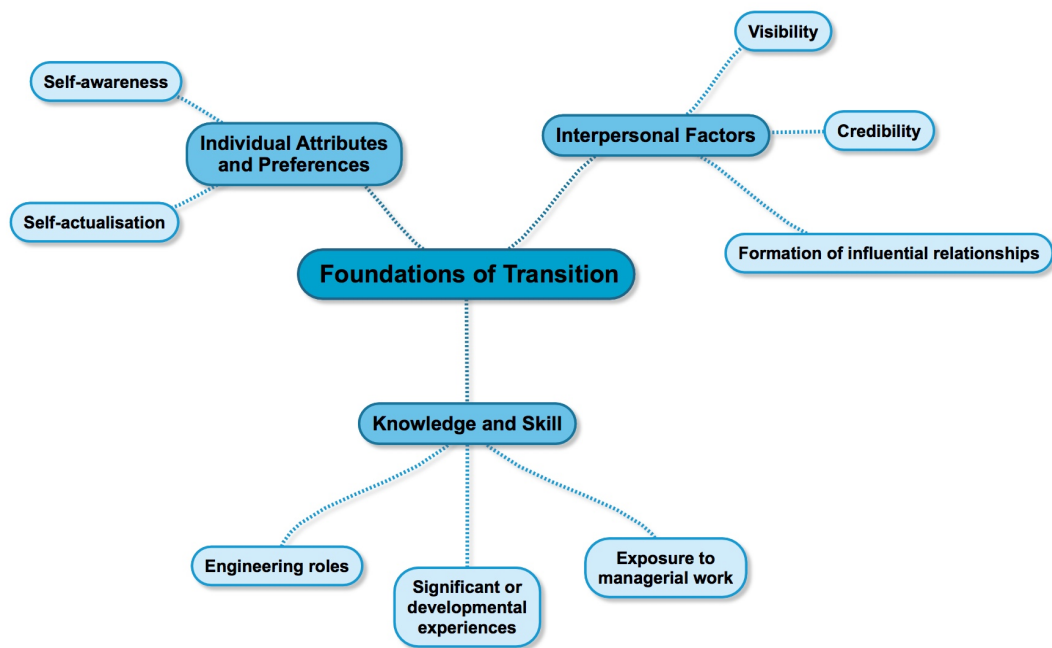 Visibility
Self-awareness
Individual Attributes
and Preferences
Interpersonal Factors
Credibility
Self-actualisation
Formation of influential relationships
Foundations of Transition
Knowledge and Skill
Engineering roles
Significant or
developmental
experiences
Exposure to
managerial work